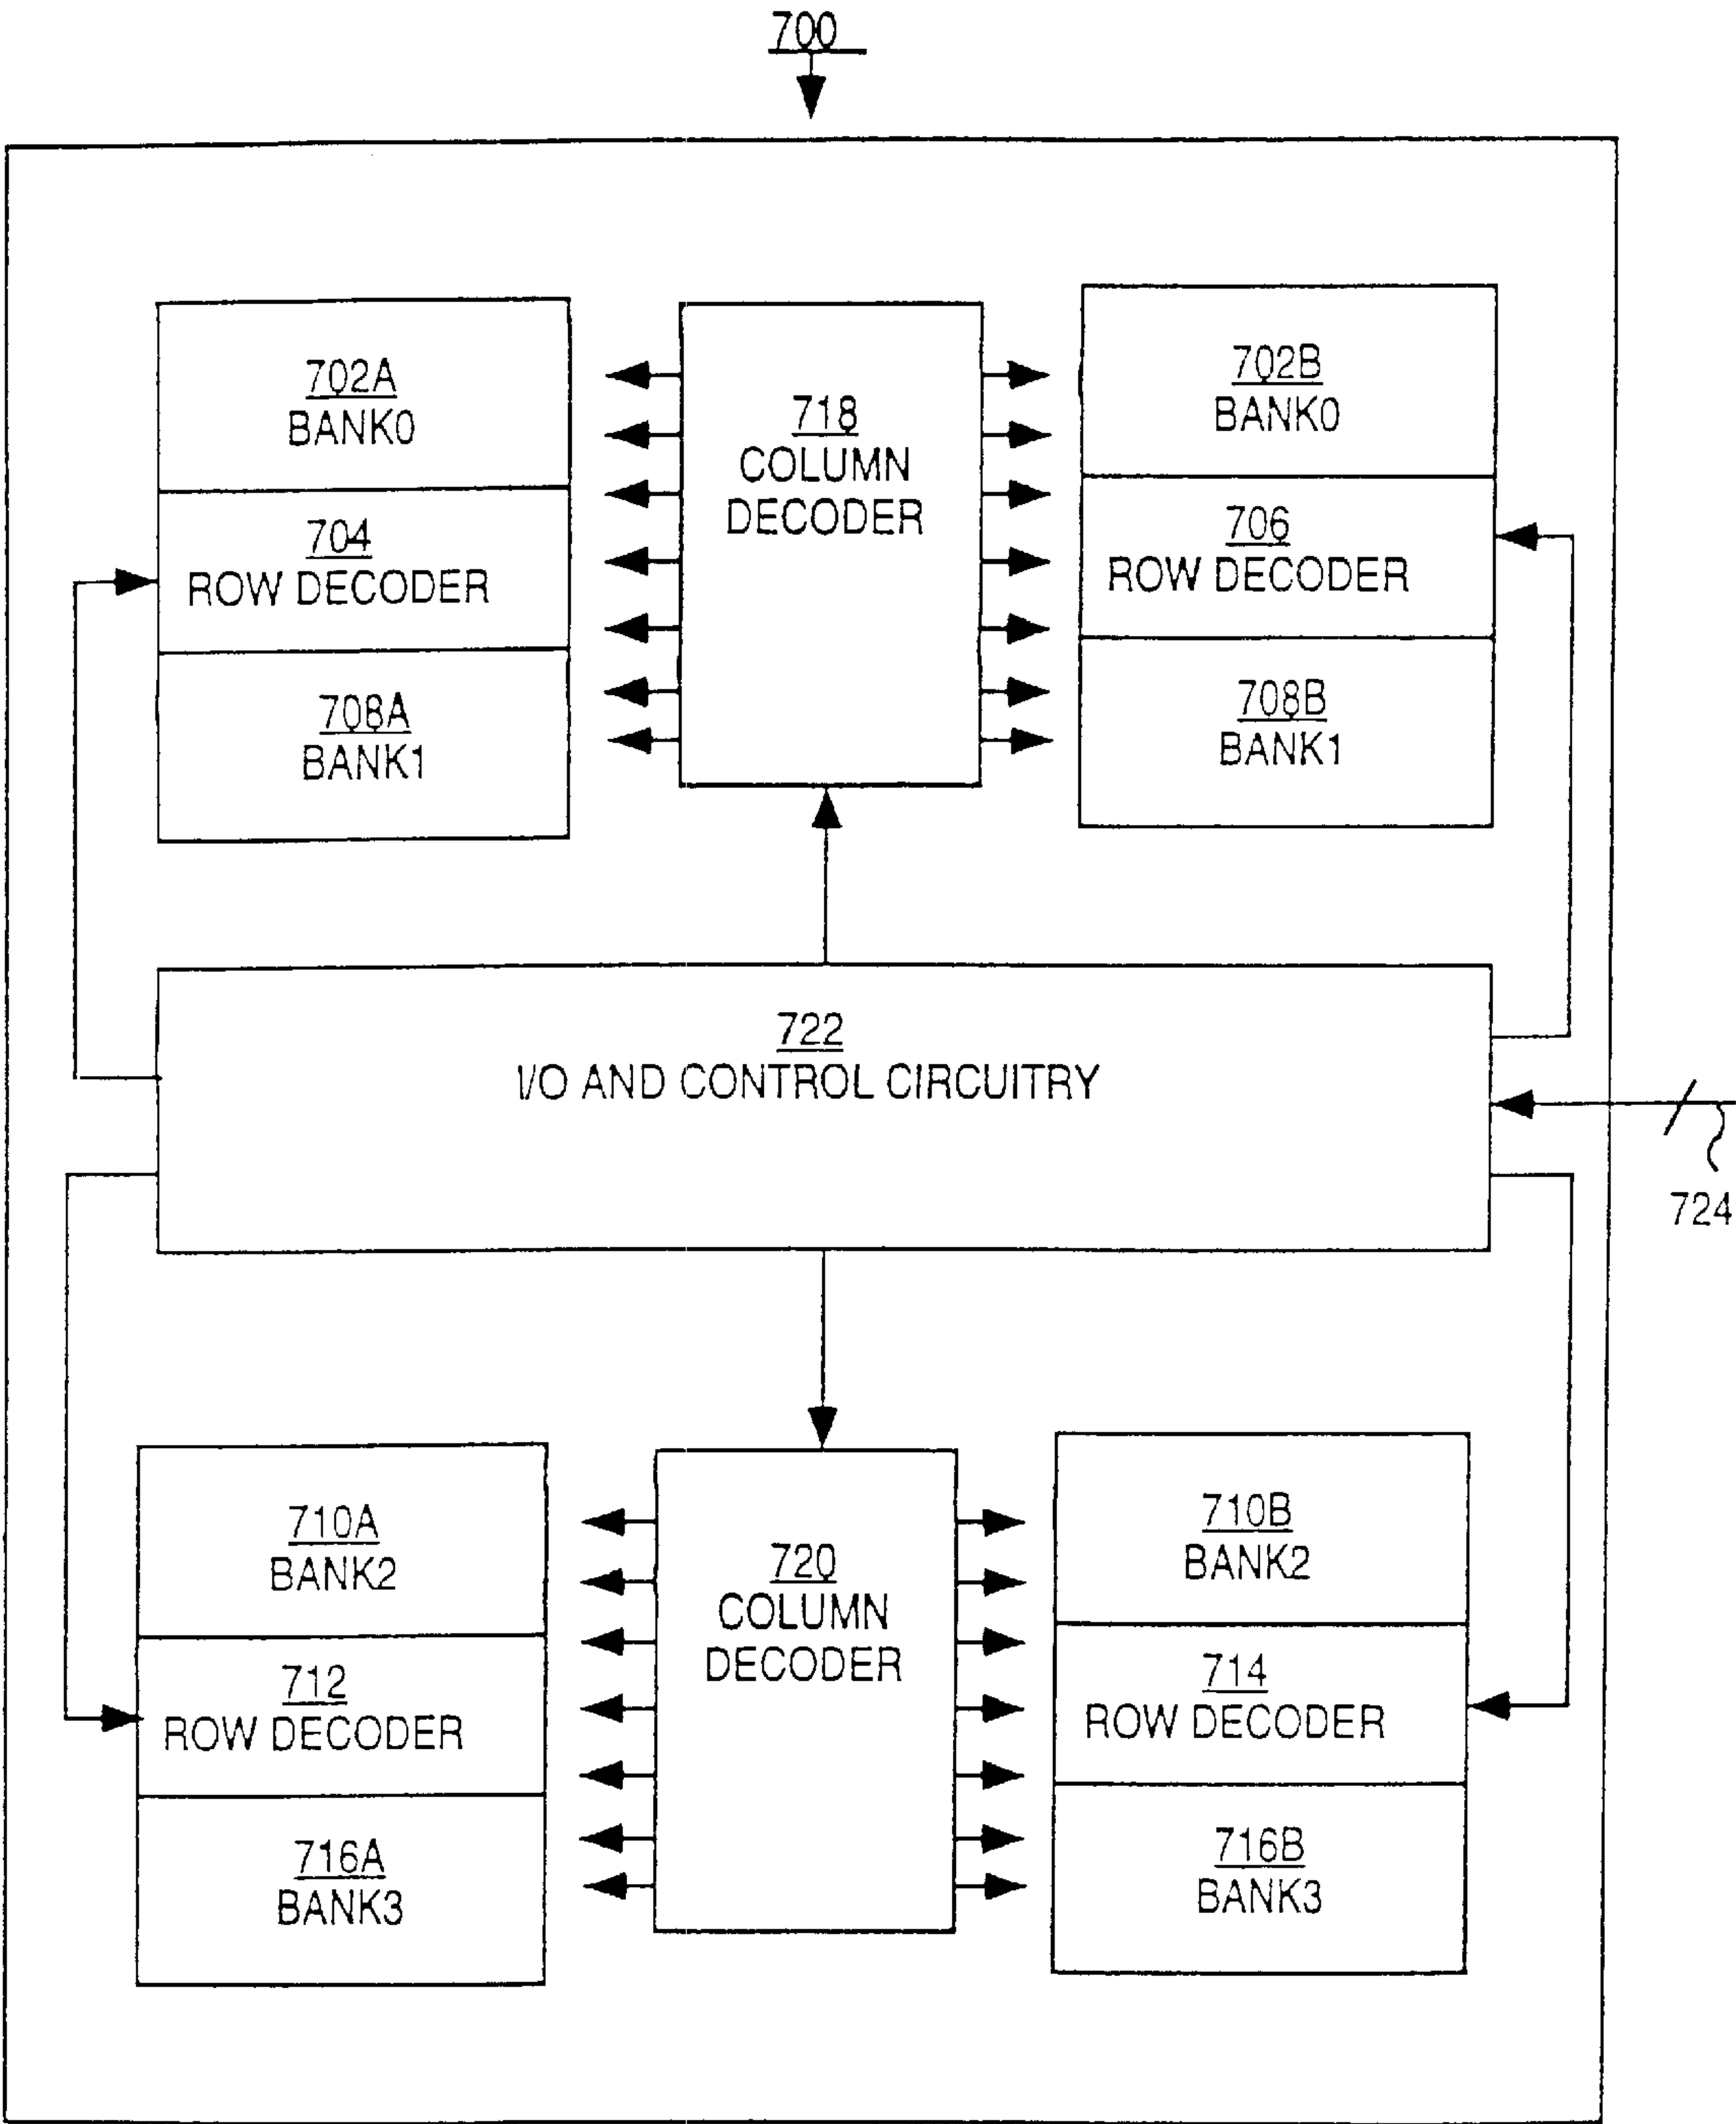 700
702A
BANK0
704
ROW DECODER
708A
BANK1
718
COLUMN
DECODER
702B
BANK0
706
ROW DECODER
708B
BANK1
722
I/O AND CONTROL CIRCUITRY
724
710A
BANK2
712
ROW DECODER
716A
BANK3
720
COLUMN
DECODER
710B
BANK2
714
ROW DECODER
716B
BANK3